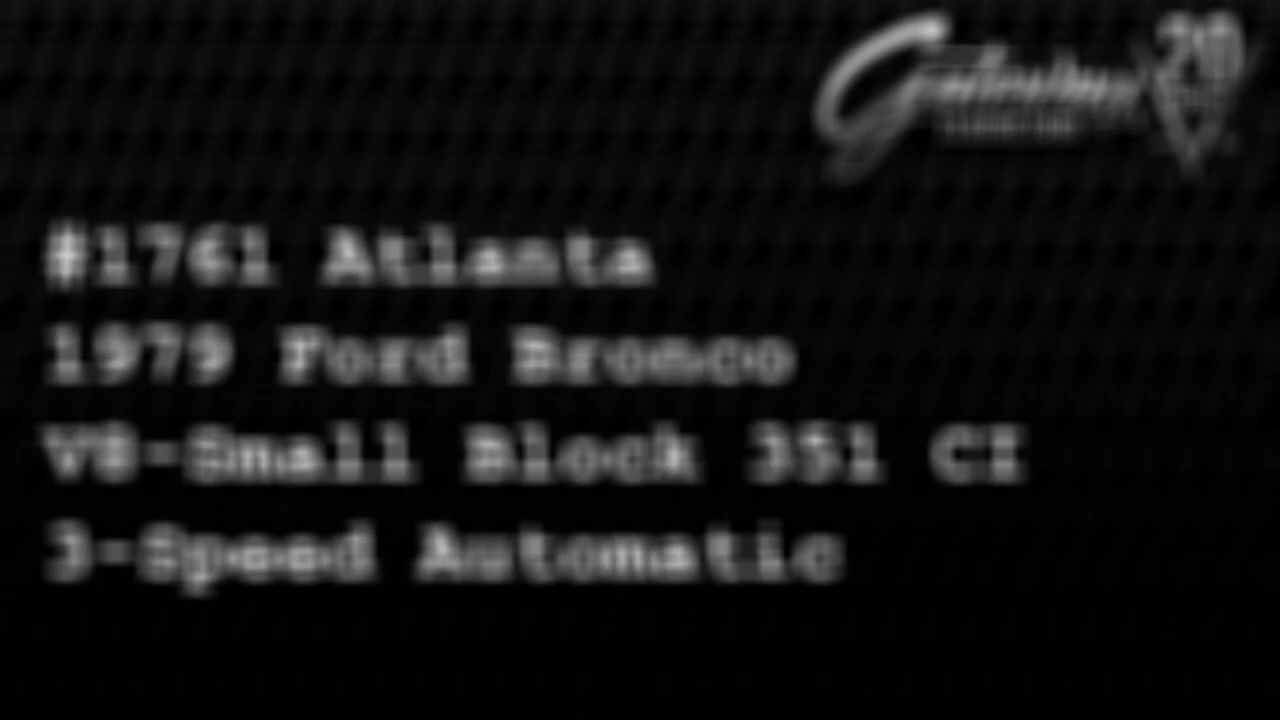 #1761 Atlanta
1979 Ford Bronco
V8-Small Block 351 CI
3-Speed Automatic